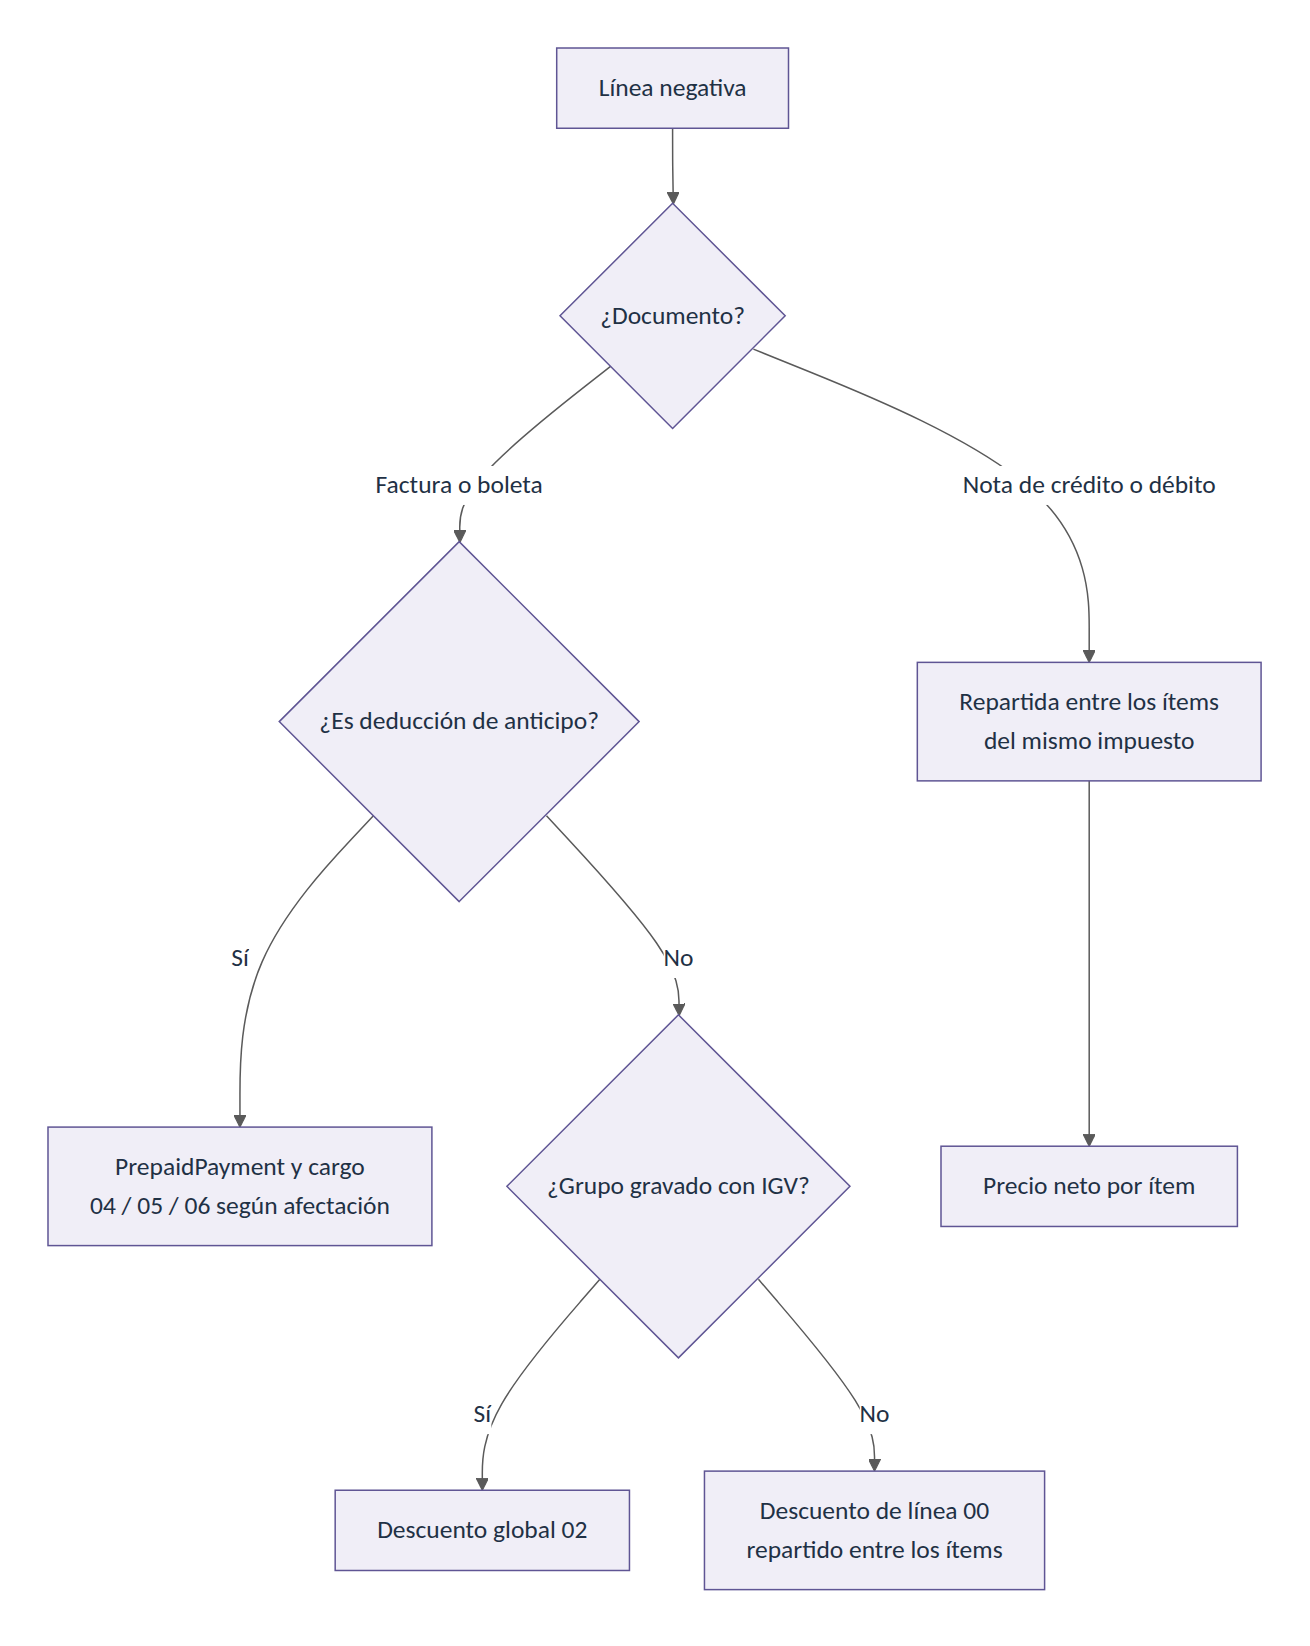 Línea negativa
¿Documento?
Factura o boleta
Nota de crédito o débito
¿Es deducción de anticipo?
Repartida entre los ítems
del mismo impuesto
Sí
No
PrepaidPayment y cargo
04 / 05 / 06 según afectación
¿Grupo gravado con IGV?
Precio neto por ítem
Sí
No
Descuento global 02
Descuento de línea 00
repartido entre los ítems